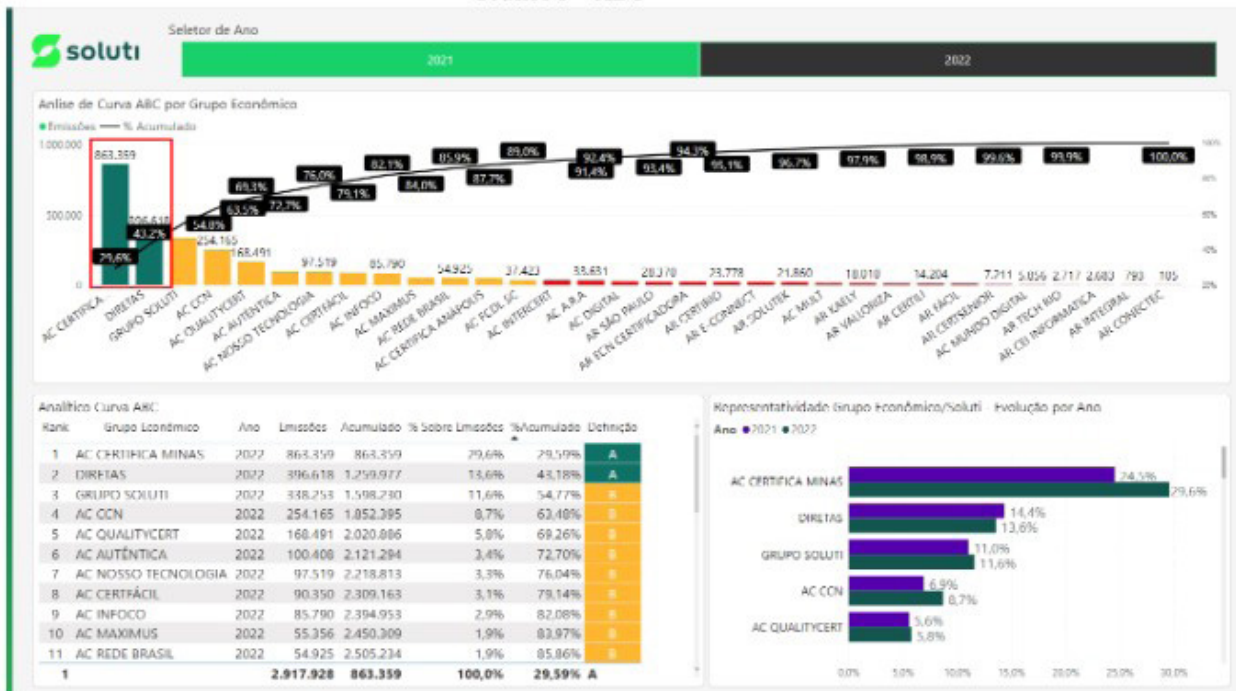 soluti
Seletor de Ano
2021
2022
Anlise de Curva ABC por Grupo Econômico
Emissões % Acumulado
1.000.000
500.000
0
863.359
396.618
254.165
168.491
97.519
85.790
54.925
37.423
33.631
28.370
23.778
21.860
18.010
14.204
7.211
5.056
2.717
2.683
793
105
29,6%
43,2%
54,8%
63,5%
69,3%
72,7%
76,0%
79,1%
82,1%
84,0%
85,9%
87,7%
89,0%
91,4%
92,4%
93,4%
94,3%
95,1%
96,7%
97,9%
98,9%
99,6%
99,9%
100,0%
100%
80%
60%
40%
20%
AC CERTIFICA...
DIRETAS
GRUPO SOLUTI
AC CCN
AC QUALITYCERT
AC AUTÊNTICA
AC NOSSO TECNOLOGIA
AC CERTFÁCIL
AC INFOCO
AC MAXIMUS
AC REDE BRASIL
AC CERTIFICA ANAPOLIS
AC FCDL SC
AC INTERCERT
AC A.R.A
AC DIGITAL
AR SÃO PAULO
AR ECN CERTIFICADORA
AR CERTIRIO
AR E-CONNECT
AR SOLUTEK
AC MULT
AR KAELY
AR VALLORIZA
AR CERTILI
AR FÁCIL
AR CERTSENIOR
AC MUNDO DIGITAL
AR TECH RIO
AR CEI INFORMATICA
AR INTEGRAL
AR CONECTEC
Analítico Curva ABC
Rank Grupo Econômico Ano Emissões Acumulado % Sobre Emissões %Acumulado Definição
1 AC CERTIFICA MINAS 2022 863.359 863.359 29,6% 29,59% A
2 DIRETAS 2022 396.618 1.259.977 13,6% 43,18% A
3 GRUPO SOLUTI 2022 338.253 1.598.230 11,6% 54,77% B
4 AC CCN 2022 254.165 1.852.395 8,7% 63,48% B
5 AC QUALITYCERT 2022 168.491 2.020.886 5,8% 69,26% B
6 AC AUTÊNTICA 2022 100.408 2.121.294 3,4% 72,70% B
7 AC NOSSO TECNOLOGIA 2022 97.519 2.218.813 3,3% 76,04% B
8 AC CERTFÁCIL 2022 90.350 2.309.163 3,1% 79,14% B
9 AC INFOCO 2022 85.790 2.394.953 2,9% 82,08% B
10 AC MAXIMUS 2022 55.356 2.450.309 1,9% 83,97% B
11 AC REDE BRASIL 2022 54.925 2.505.234 1,9% 85,86% B
1 2.917.928 863.359 100,0% 29,59% A
Representatividade Grupo Econômico/Soluti - Evolução por Ano
Ano 2021 2022
AC CERTIFICA MINAS 24,5% 29,6%
DIRETAS 14,4% 13,6%
GRUPO SOLUTI 11,0% 11,6%
AC CCN 6,9% 8,7%
AC QUALITYCERT 5,6% 5,8%
0,0% 5,0% 10,0% 15,0% 20,0% 25,0% 30,0%